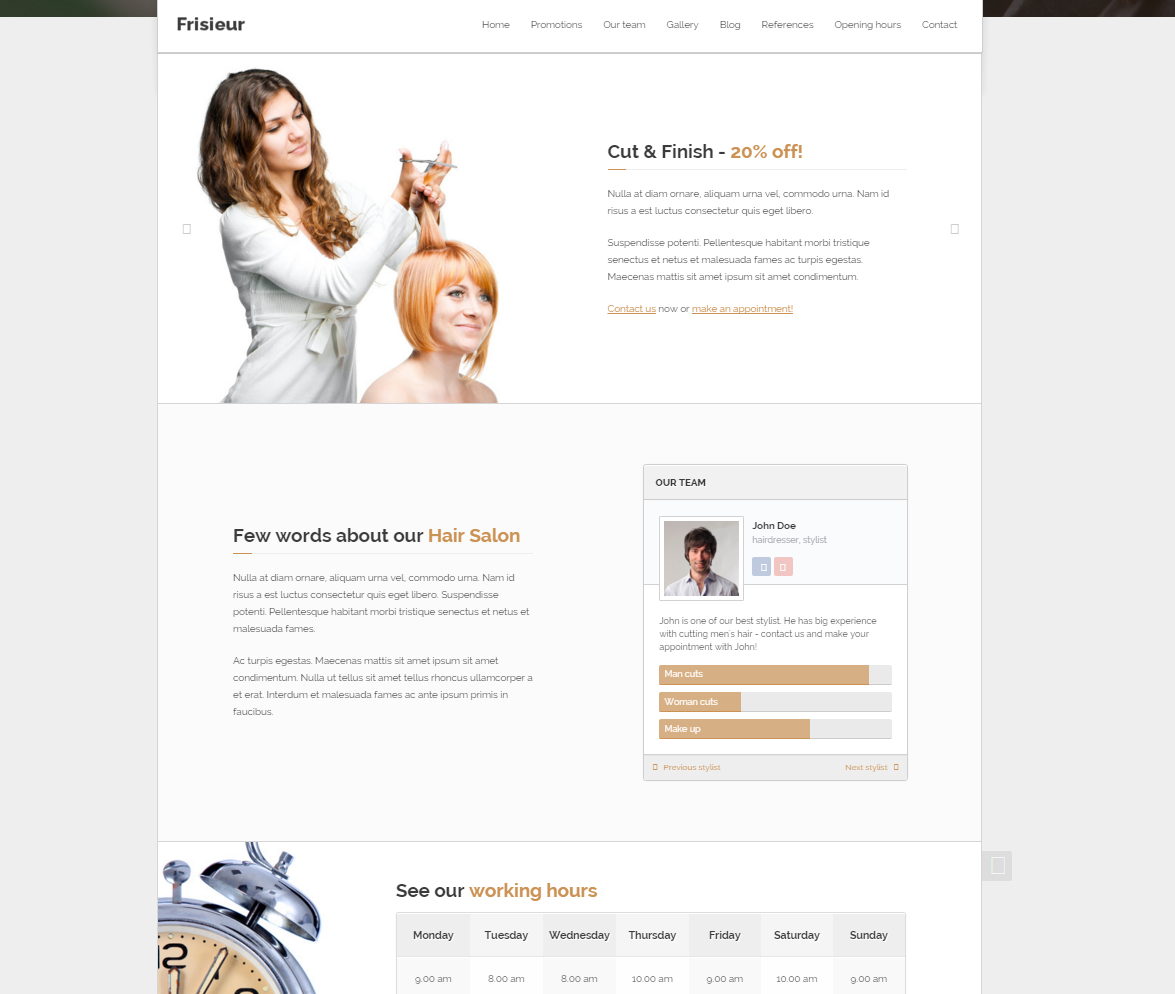 Frisieur
Home Promotions Our team Gallery Blog References Opening hours Contact
Cut & Finish - 20% off!
Nulla at diam ornare, aliquam urna vel, commodo urna. Nam id
risus a est luctus consectetur quis eget libero.
Suspendisse potenti. Pellentesque habitant morbi tristique
senectus et netus et malesuada fames ac turpis egestas.
Maecenas mattis sit amet ipsum sit amet condimentum.
Contact us now or make an appointment!
Few words about our Hair Salon
Nulla at diam ornare, aliquam urna vel, commodo urna. Nam id
risus a est luctus consectetur quis eget libero. Suspendisse
potenti. Pellentesque habitant morbi tristique senectus et netus et
malesuada fames.
Ac turpis egestas. Maecenas mattis sit amet ipsum sit amet
condimentum. Nulla ut tellus sit amet tellus rhoncus ullamcorper a
et erat. Interdum et malesuada fames ac ante ipsum primis in
faucibus.
OUR TEAM
John Doe
hairdresser, stylist
John is one of our best stylist. He has big experience
with cutting men's hair - contact us and make your
appointment with John!
Man cuts
Woman cuts
Make up
Previous stylist Next stylist
See our working hours
Monday Tuesday Wednesday Thursday Friday Saturday Sunday
9.00 am 8.00 am 8.00 am 10.00 am 9.00 am 10.00 am 9.00 am
12